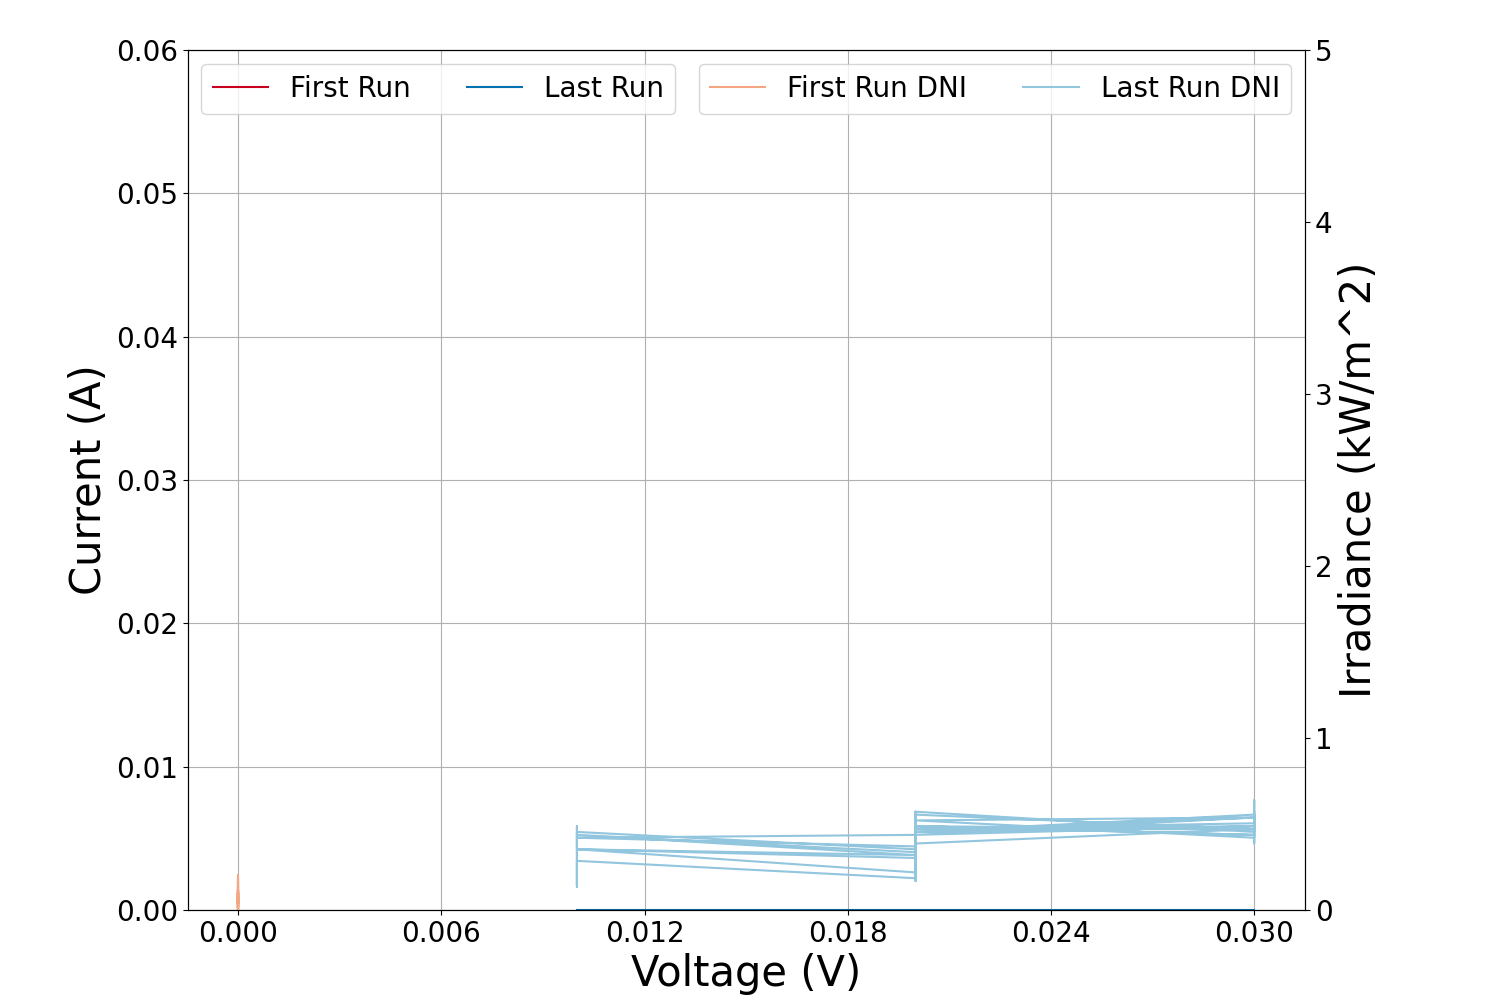 First Run
Last Run
First Run DNI
Last Run DNI
0.06
0.05
0.04
0.03
0.02
0.01
0.00
Current (A)
5
4
3
2
1
0
Irradiance (kW/m^2)
0.000
0.006
0.012
0.018
0.024
0.030
Voltage (V)